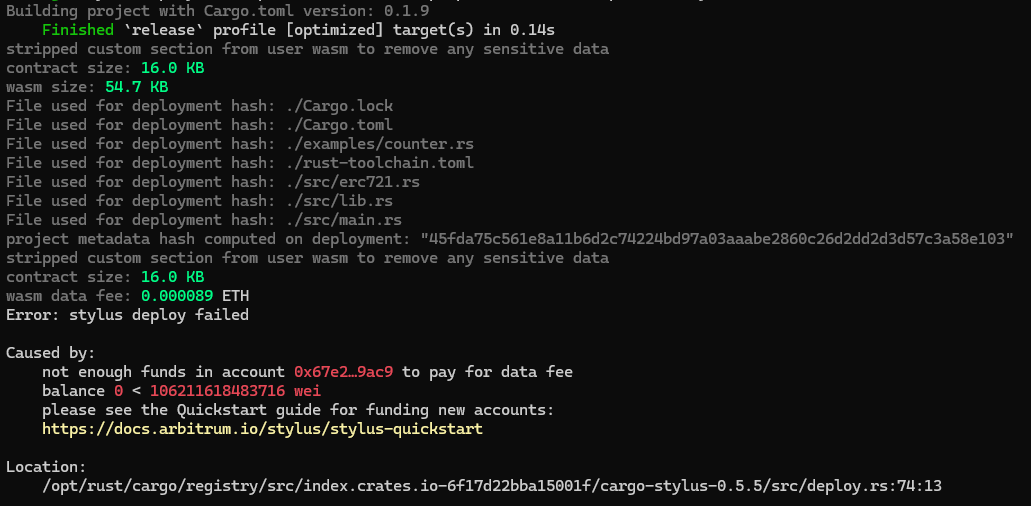 Building project with Cargo.toml version: 0.1.9
Finished `release` profile [optimized] target(s) in 0.14s
stripped custom section from user wasm to remove any sensitive data
contract size: 16.0 KB
wasm size: 54.7 KB
File used for deployment hash: ./Cargo.lock
File used for deployment hash: ./Cargo.toml
File used for deployment hash: ./examples/counter.rs
File used for deployment hash: ./rust-toolchain.toml
File used for deployment hash: ./src/erc721.rs
File used for deployment hash: ./src/lib.rs
File used for deployment hash: ./src/main.rs
project metadata hash computed on deployment: "45fda75c561e8a11b6d2c74224bd97a03aaabe2860c26d2dd2d3d57c3a58e103"
stripped custom section from user wasm to remove any sensitive data
contract size: 16.0 KB
wasm data fee: 0.000089 ETH
Error: stylus deploy failed
Caused by:
not enough funds in account 0x67e2…9ac9 to pay for data fee
balance 0 < 106211618483716 wei
please see the Quickstart guide for funding new accounts:
https://docs.arbitrum.io/stylus/stylus-quickstart
Location:
/opt/rust/cargo/registry/src/index.crates.io-6f17d22bba15001f/cargo-stylus-0.5.5/src/deploy.rs:74:13